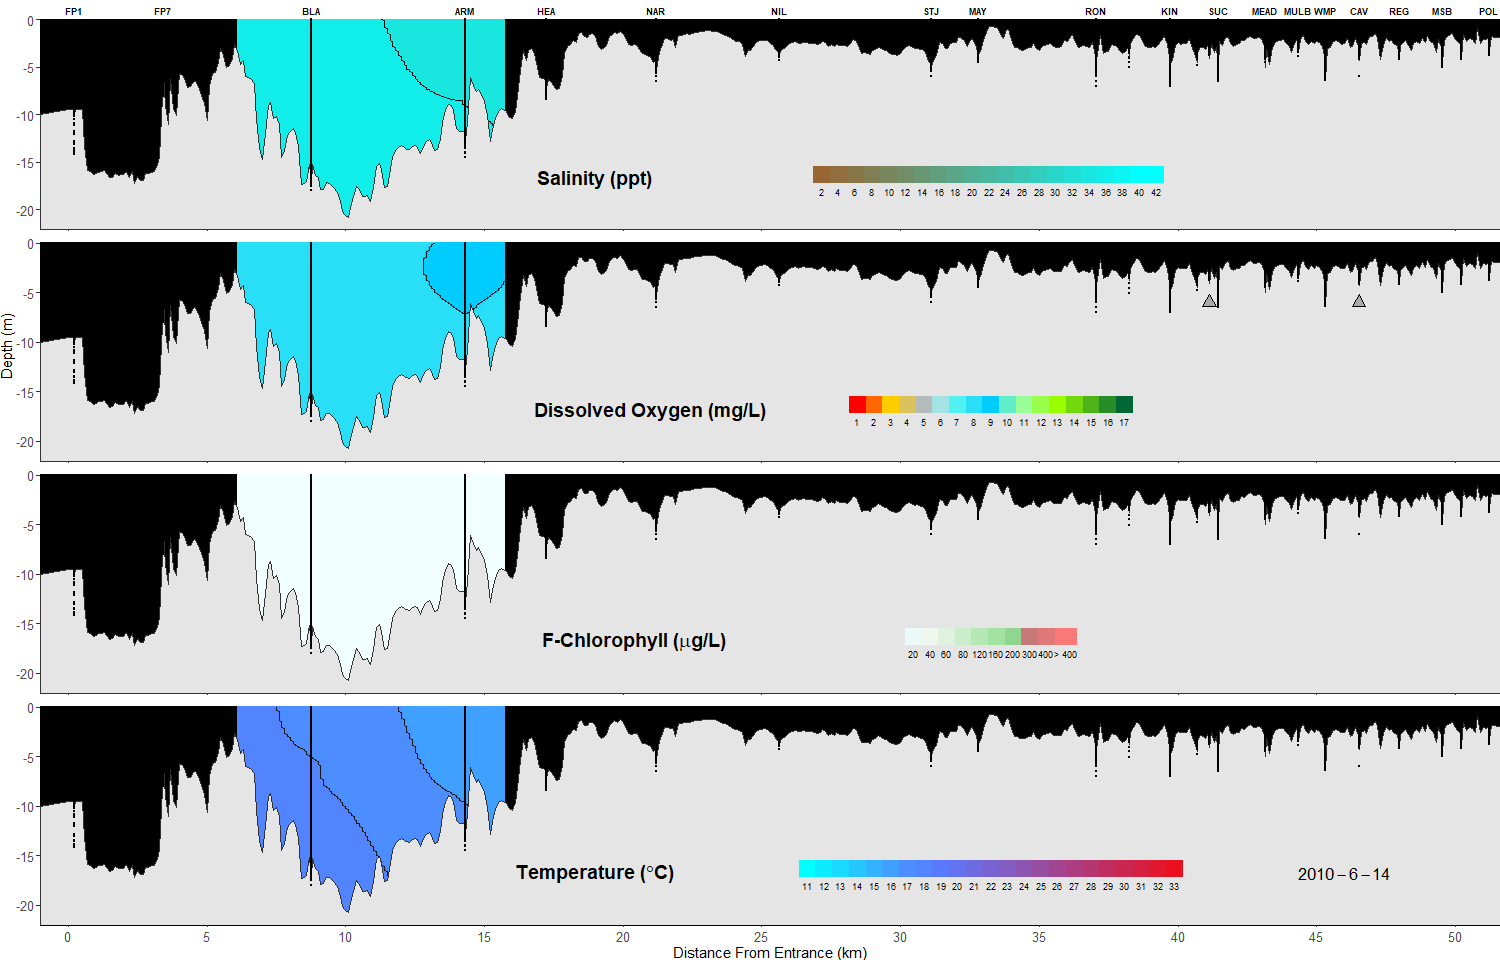 FP1 FP7 BLA ARM HEA NAR NIL STJ MAY RON KIN SUC MEAD MULB WMP CAV REG MSB POL
0
-5
-10
-15
-20
Salinity (ppt)
2 4 6 8 10 12 14 16 18 20 22 24 26 28 30 32 34 36 38 40 42
0
-5
-10
-15
-20
Dissolved Oxygen (mg/L)
1 2 3 4 5 6 7 8 9 10 11 12 13 14 15 16 17
Depth (m)
0
-5
-10
-15
-20
F-Chlorophyll (μg/L)
20 40 60 80 120 160 200 300 400 > 400
0
-5
-10
-15
-20
Temperature (°C)
11 12 13 14 15 16 17 18 19 20 21 22 23 24 25 26 27 28 29 30 31 32 33
2010 – 6 – 14
0 5 10 15 20 25 30 35 40 45 50
Distance From Entrance (km)